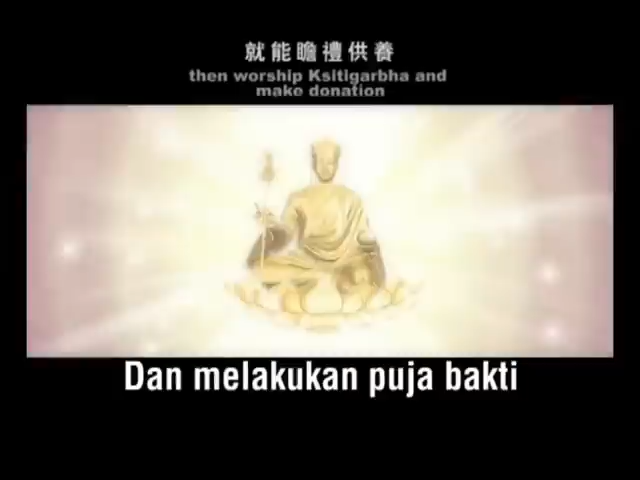 就能瞻禮供養
then worship Ksitigarbha and
make donation
Dan melakukan puja bakti